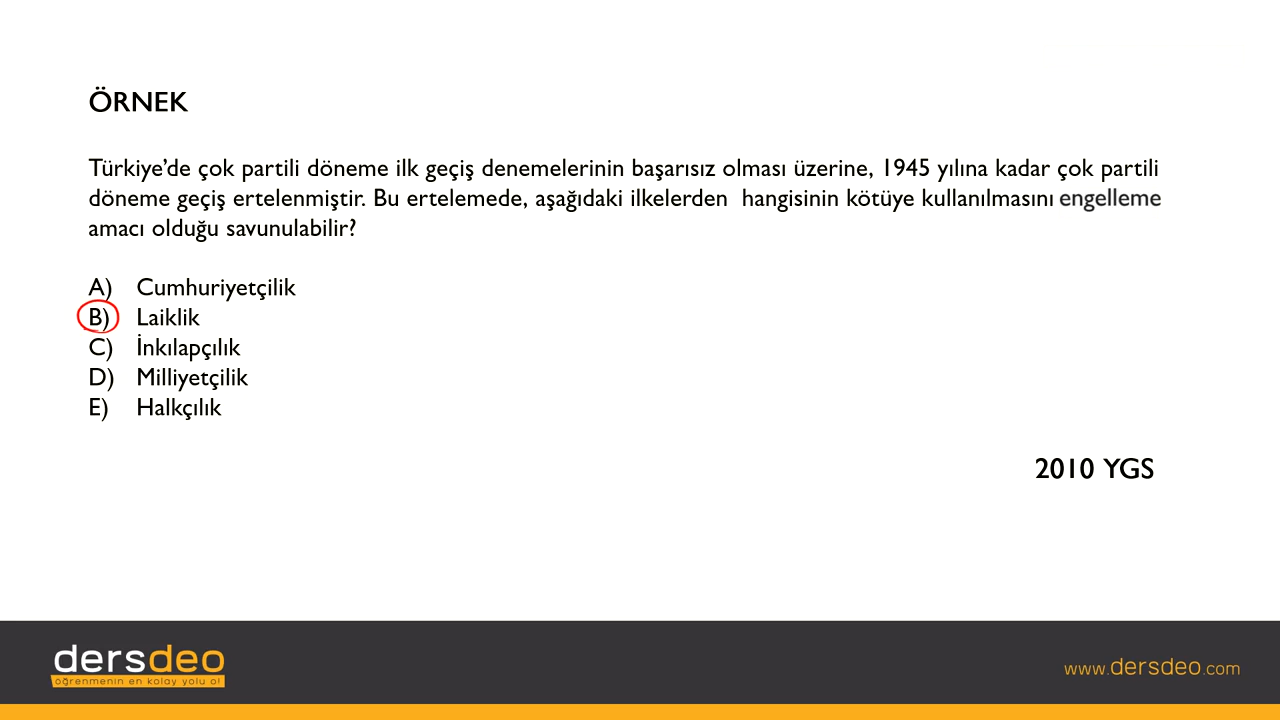 ÖRNEK
Türkiye'de çok partili döneme ilk geçiş denemelerinin başarısız olması üzerine, 1945 yılına kadar çok partili
döneme geçiş ertelenmiştir. Bu ertelemede, aşağıdaki ilkelerden hangisinin kötüye kullanılmasını engelleme
amacı olduğu savunulabilir?
A) Cumhuriyetçilik
B) Laiklik
C) İnkılapçılık
D) Milliyetçilik
E) Halkçılık
2010 YGS
dersdeo
öğrenmenin en kolay yolu o!
www.dersdeo.com